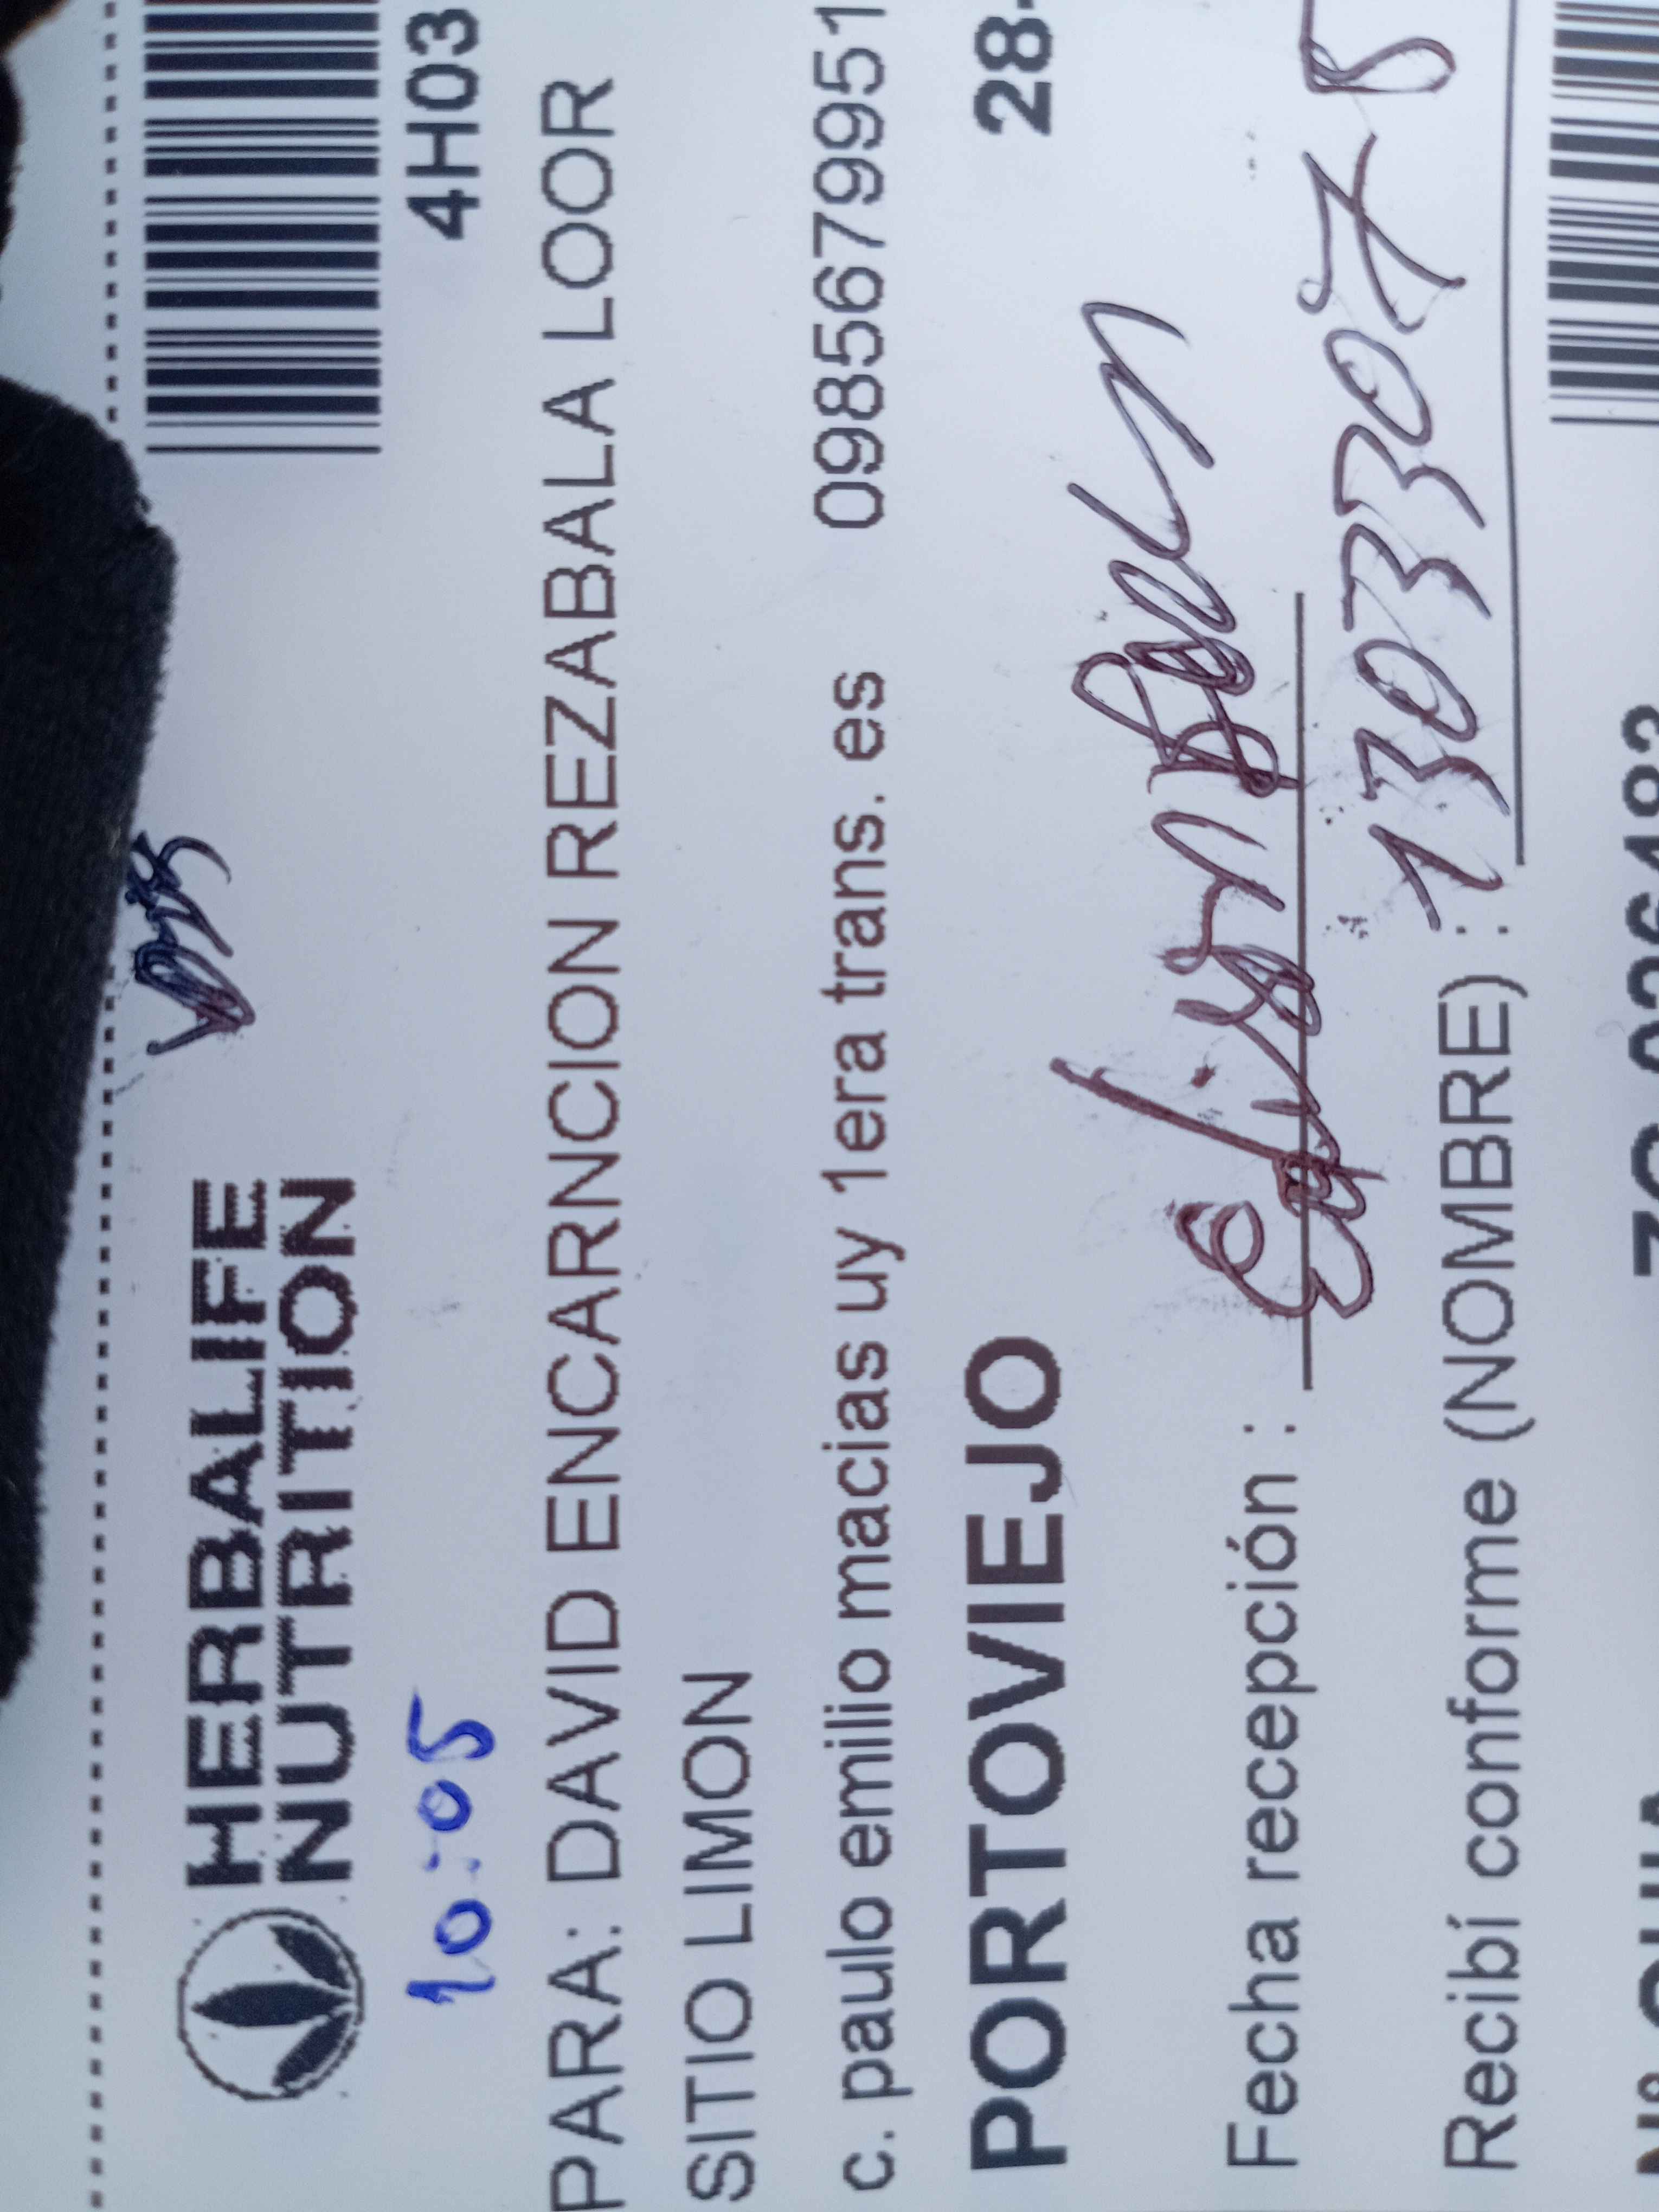 HERBALIFE
NUTRITION
4H03
10:05
PARA: DAVID ENCARNCION REZABALA LOOR
SITIO LIMON
c. paulo emilio macias uy 1era trans. es 0985679951
PORTOVIEJO 28-
Fecha recepción :
Recibí conforme (NOMBRE) :